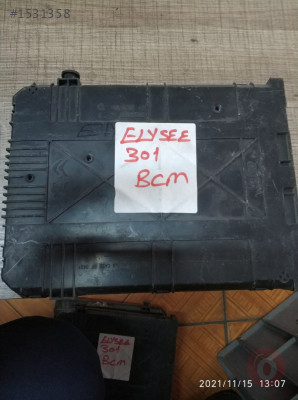 #1531358
ELYSEE
301
BCM
ELYSEE
301
BCM
2021/11/15 13:07